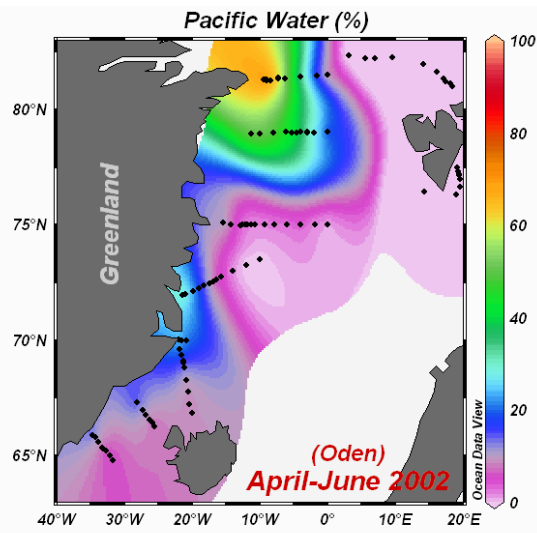 Pacific Water (%)
100
80°N
80
Greenland
60
75°N
40
70°N
20
65°N
(Oden)
April-June 2002
Ocean Data View
0
40°W 30°W 20°W 10°W 0° 10°E 20°E